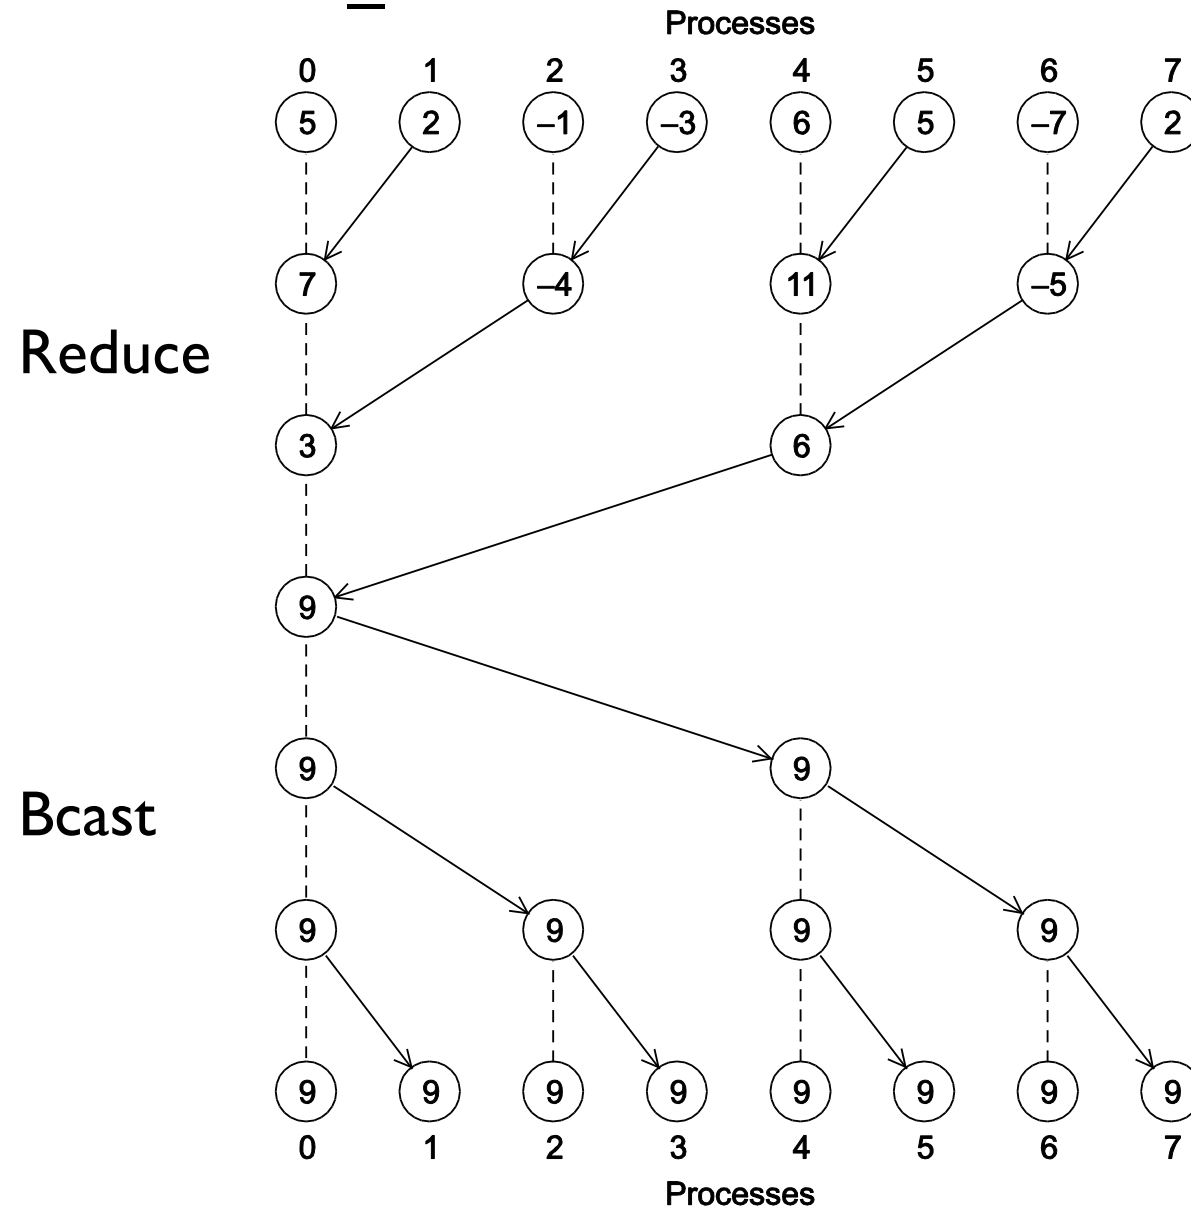 Processes
0 1 2 3 4 5 6 7
5 2 –1 –3 6 5 –7 2
7 –4 11 –5
Reduce
3 6
9
9 9
Bcast
9 9 9 9
9 9 9 9 9 9 9 9
0 1 2 3 4 5 6 7
Processes